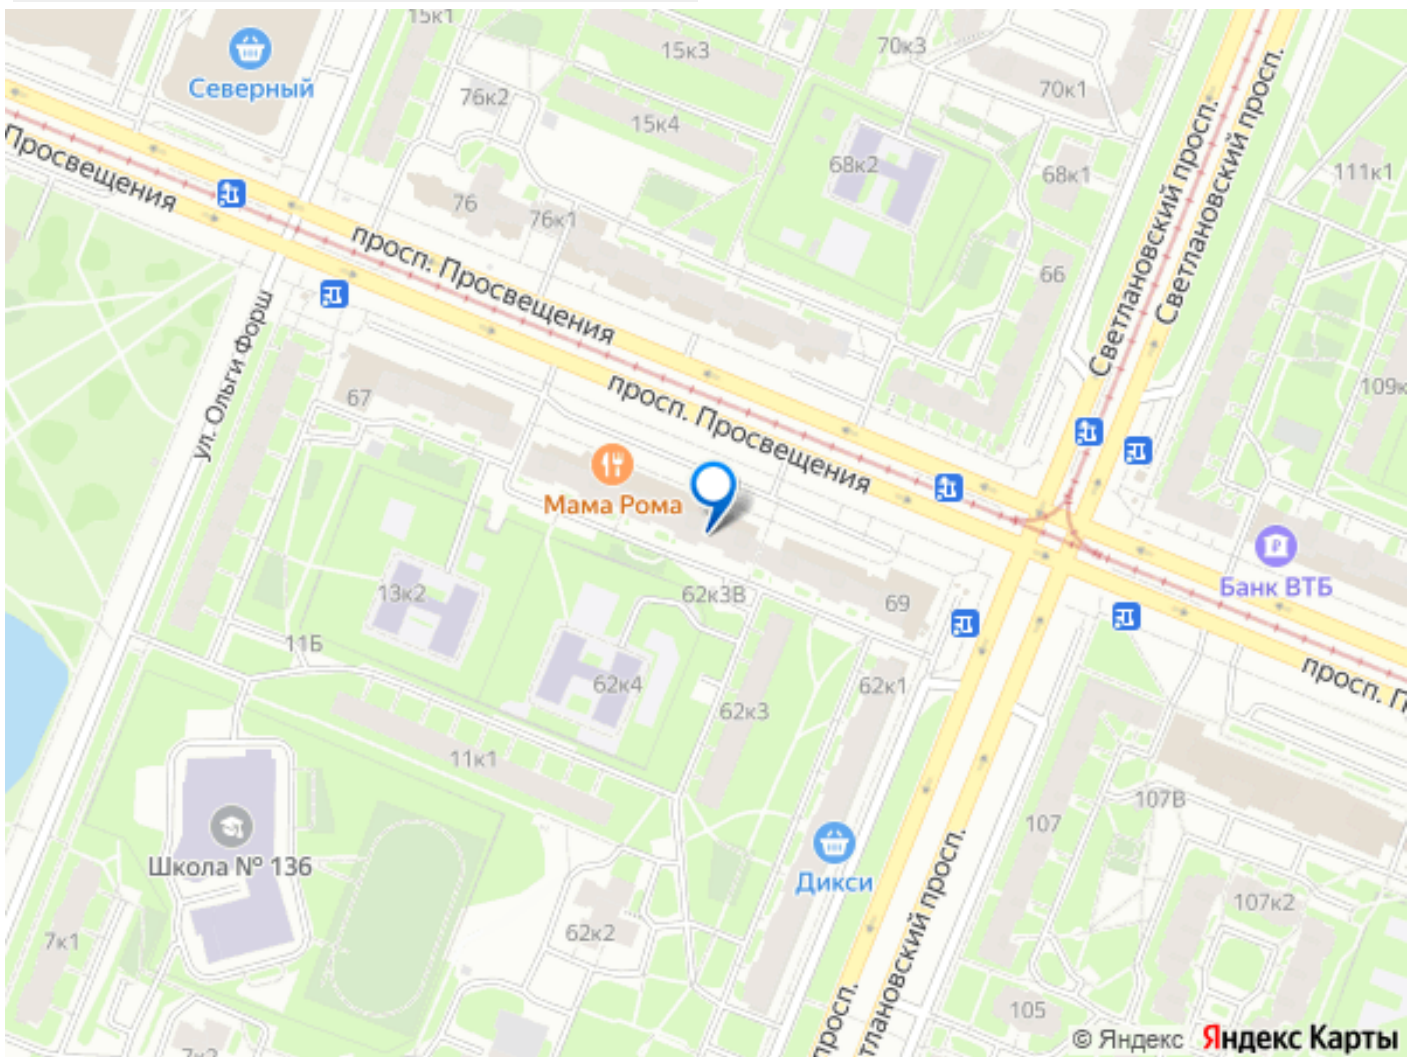 15к1
15к3
70к3
Северный
76к2
70к1
15к4
Светлановский просп.
Светлановский просп.
Просвещения
68к2
68к1
111к1
76
76к1
просп. Просвещения
66
ул. Ольги Форш
67
просп. Просвещения
109к
Мама Рома
Банк ВТБ
13к2
62к3В
69
11Б
62к4
62к1
просп. П
62к3
11к1
107В
107
Школа № 136
Дикси
107к2
7к1
62к2
просп.
тлановский просп.
105
7к2
© Яндекс Яндекс Карты